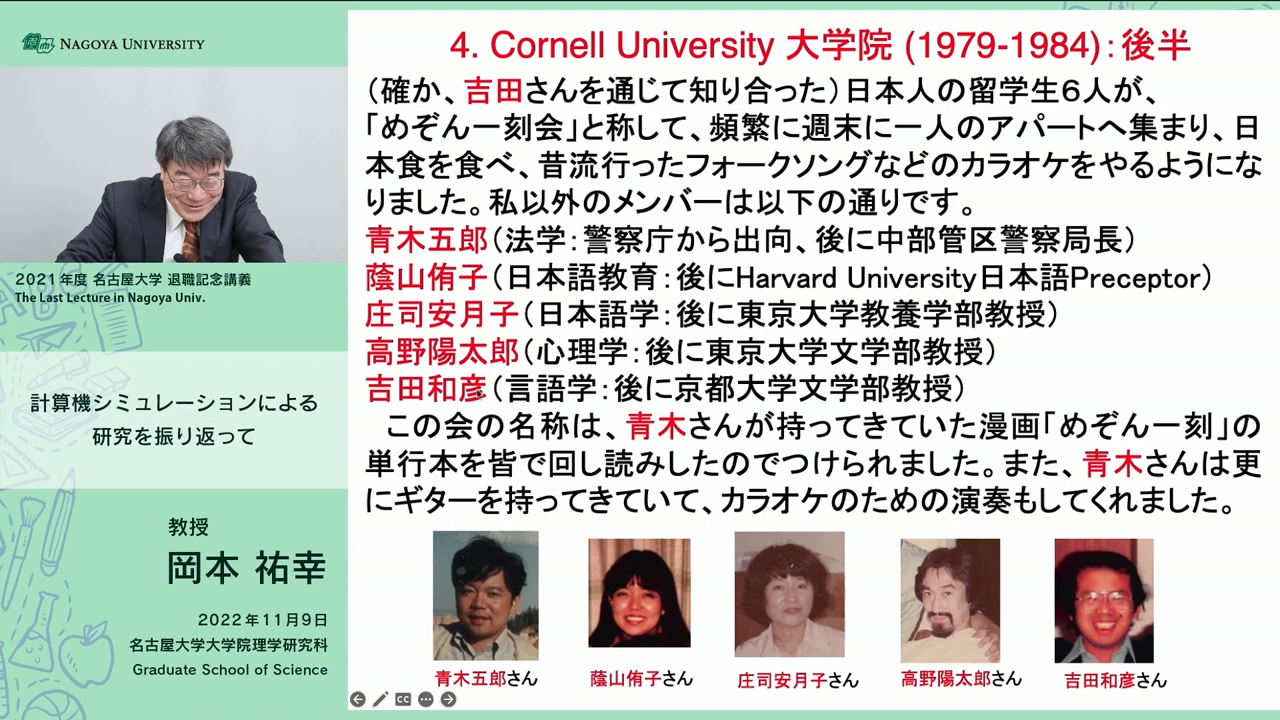 NAGOYA UNIVERSITY
2021年度 名古屋大学 退職記念講義
The Last Lecture in Nagoya Univ.
計算機シミュレーションによる
研究を振り返って
教授
岡本 祐幸
2022年11月9日
名古屋大学大学院理学研究科
Graduate School of Science
4. Cornell University 大学院 (1979-1984)：後半
（確か、吉田さんを通じて知り合った）日本人の留学生６人が、
「めぞん一刻会」と称して、頻繁に週末に一人のアパートへ集まり、日
本食を食べ、昔流行ったフォークソングなどのカラオケをやるようにな
りました。私以外のメンバーは以下の通りです。
青木五郎（法学：警察庁から出向、後に中部管区警察局長）
蔭山侑子（日本語教育：後にHarvard University日本語Preceptor）
庄司安月子（日本語学：後に東京大学教養学部教授）
高野陽太郎（心理学：後に東京大学文学部教授）
吉田和彦（言語学：後に京都大学文学部教授）
この会の名称は、青木さんが持ってきていた漫画「めぞん一刻」の
単行本を皆で回し読みしたのでつけられました。また、青木さんは更
にギターを持ってきていて、カラオケのための演奏もしてくれました。
青木五郎さん
蔭山侑子さん
庄司安月子さん
高野陽太郎さん
吉田和彦さん
CC